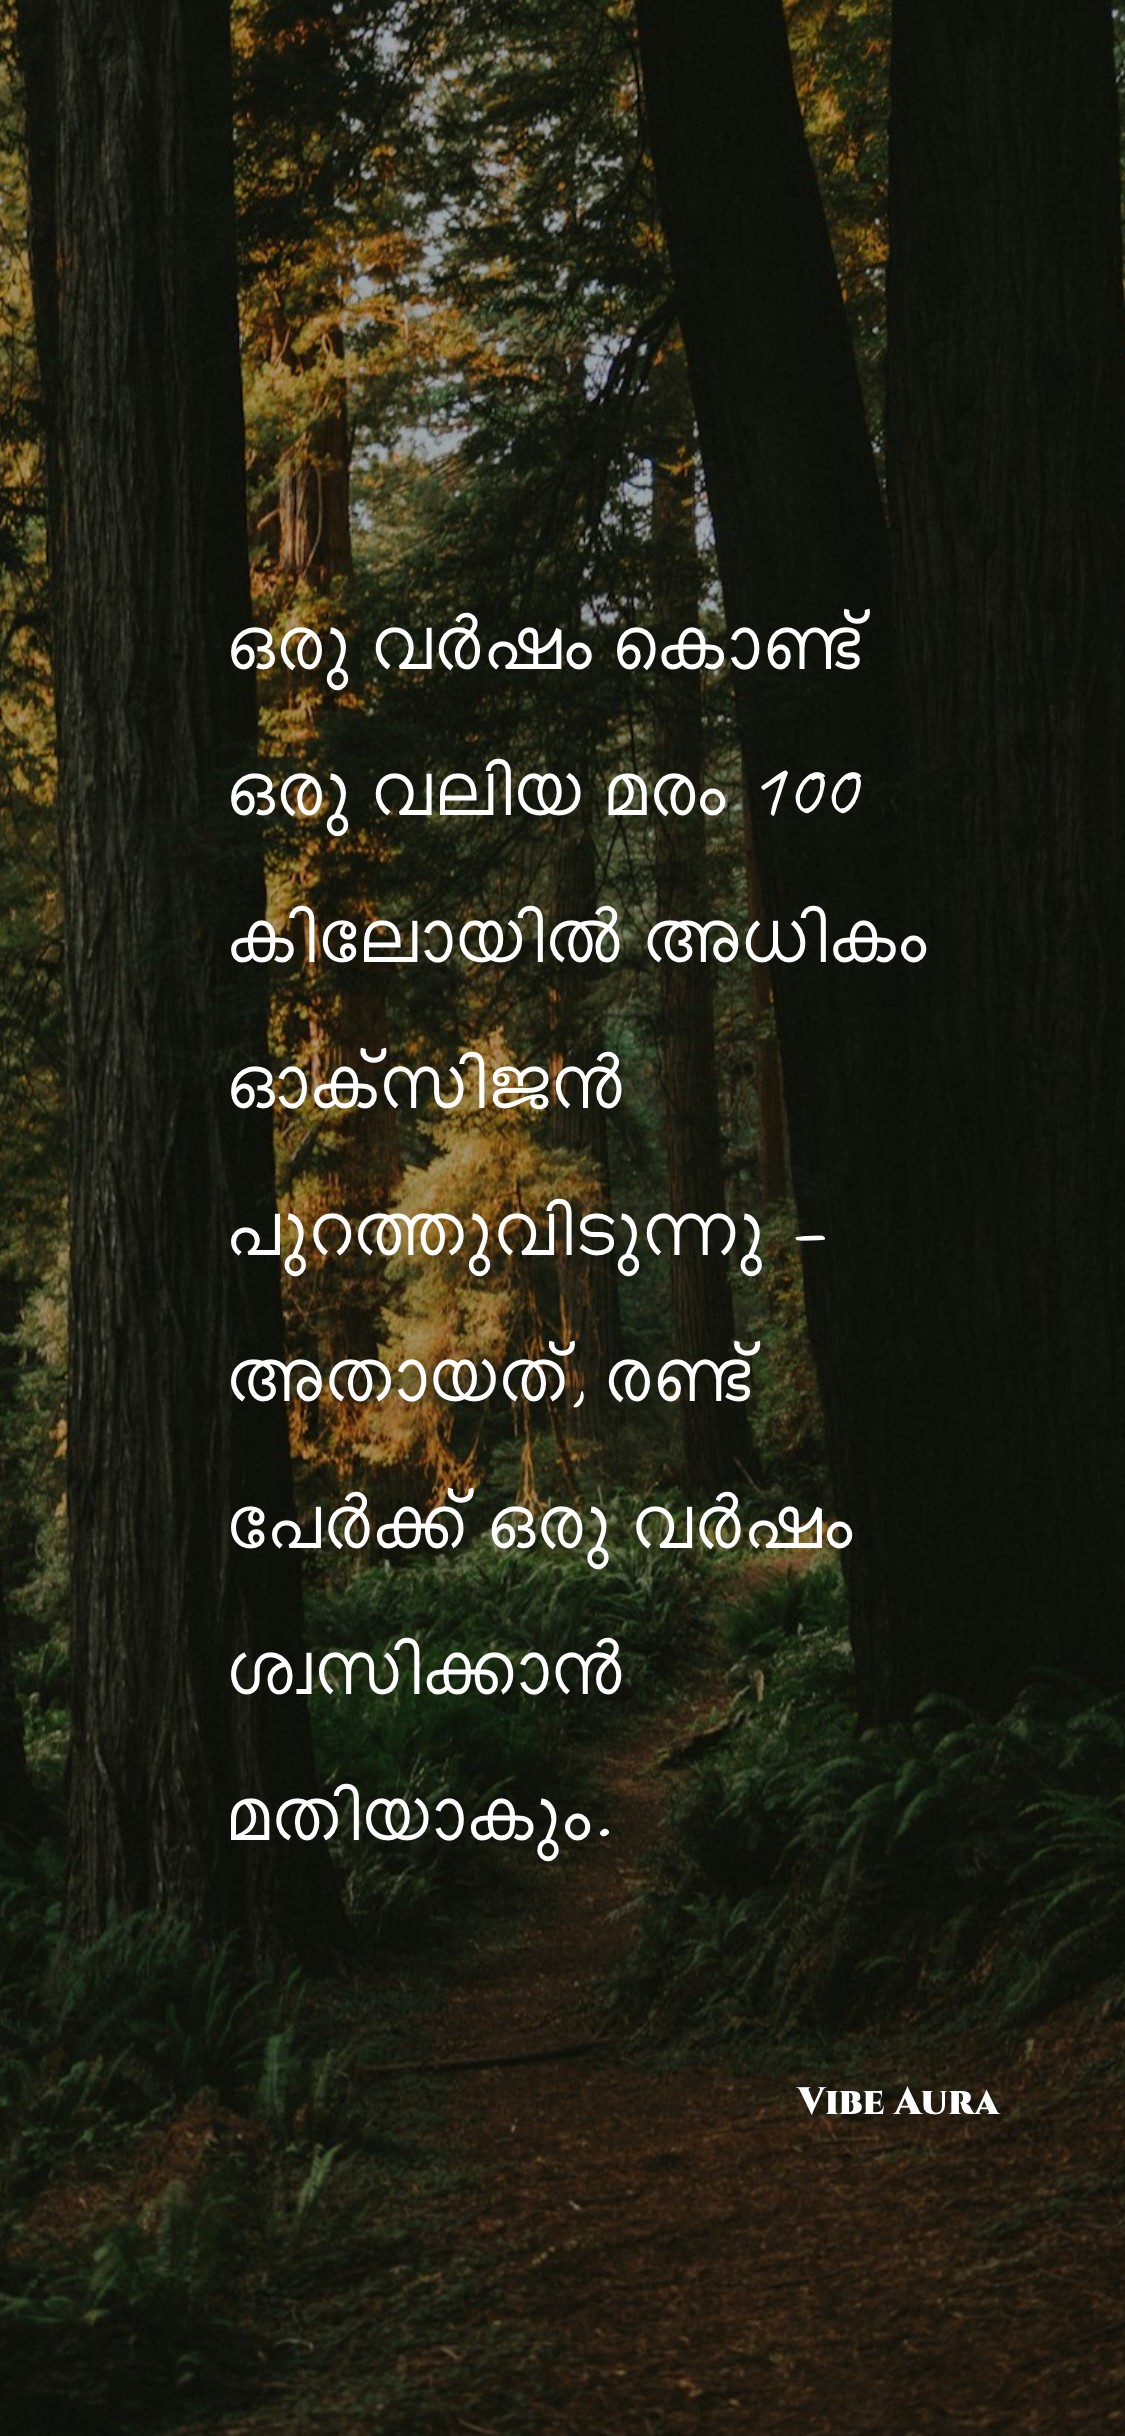 ഒരു വർഷം കൊണ്ട്
ഒരു വലിയ മരം 100
കിലോയിൽ അധികം
ഓക്സിജൻ
പുറത്തുവിടുന്നു –
അതായത്, രണ്ട്
പേർക്ക് ഒരു വർഷം
ശ്വസിക്കാൻ
മതിയാകും.
VIBE AURA